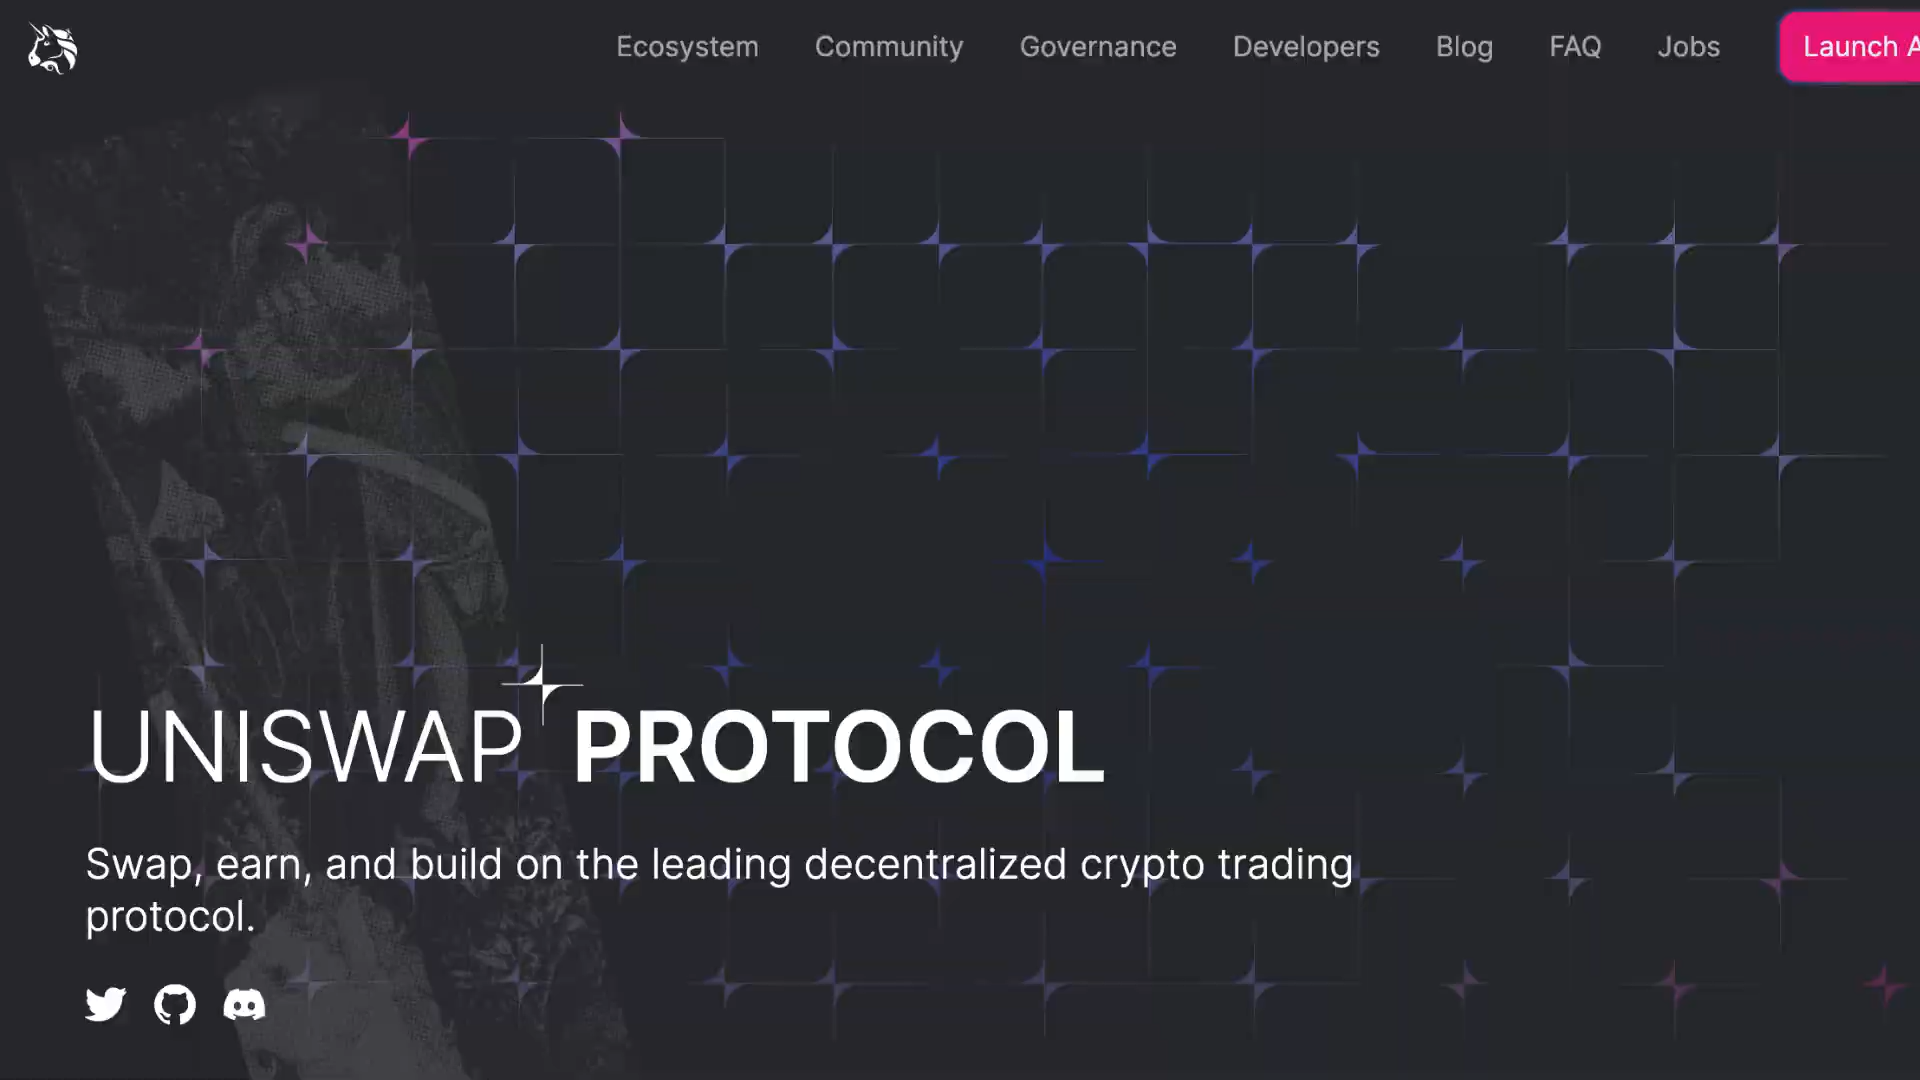 Ecosystem Community Governance Developers Blog FAQ Jobs Launch A
UNISWAP PROTOCOL
Swap, earn, and build on the leading decentralized crypto trading
protocol.